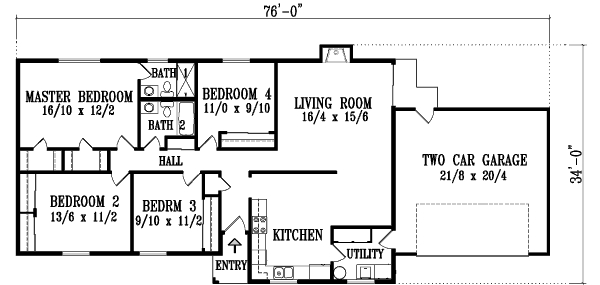 76'-0"
BATH 1
MASTER BEDROOM
16/10 x 12/2
BEDROOM 4
11/0 x 9/10
LIVING ROOM
16/4 x 15/6
BATH 2
HALL
TWO CAR GARAGE
21/8 x 20/4
34'-0"
BEDROOM 2
13/6 x 11/2
BEDRM 3
9/10 x 11/2
KITCHEN
UTILITY
ENTRY